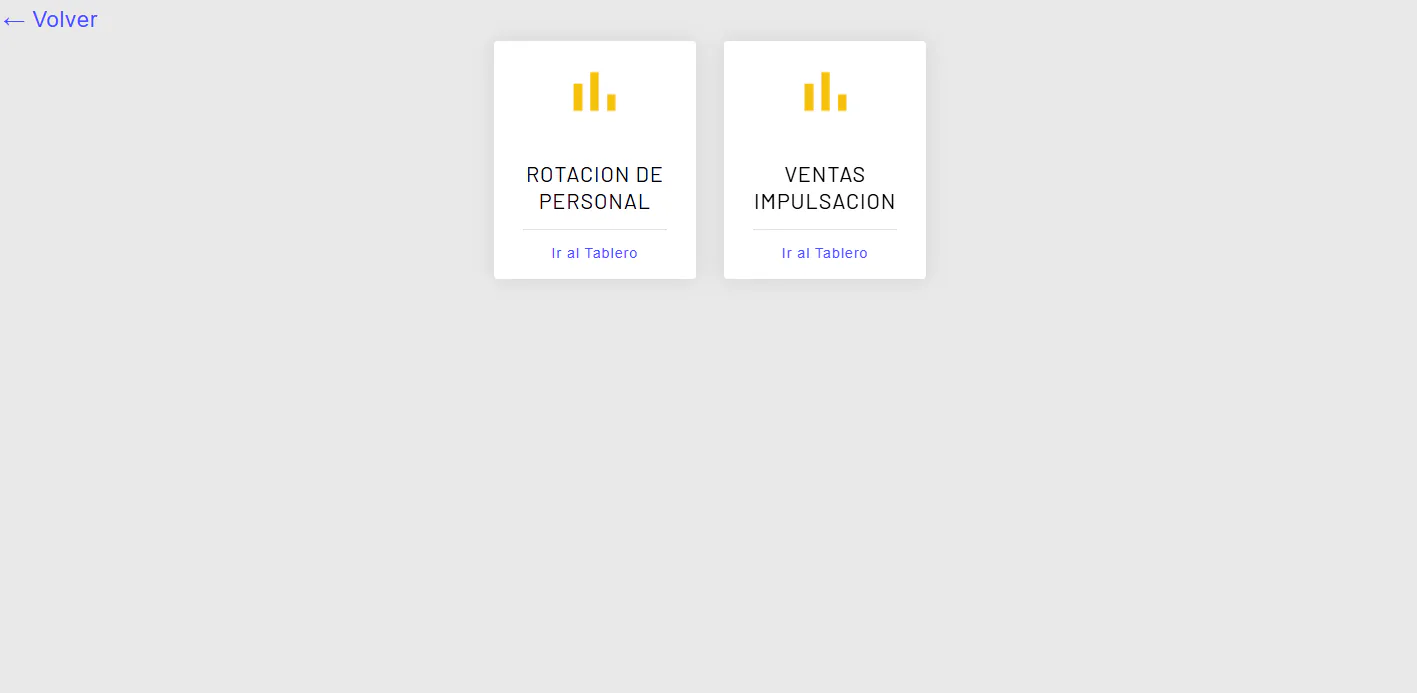 ← Volver
ROTACION DE
PERSONAL
Ir al Tablero
VENTAS
IMPULSACION
Ir al Tablero